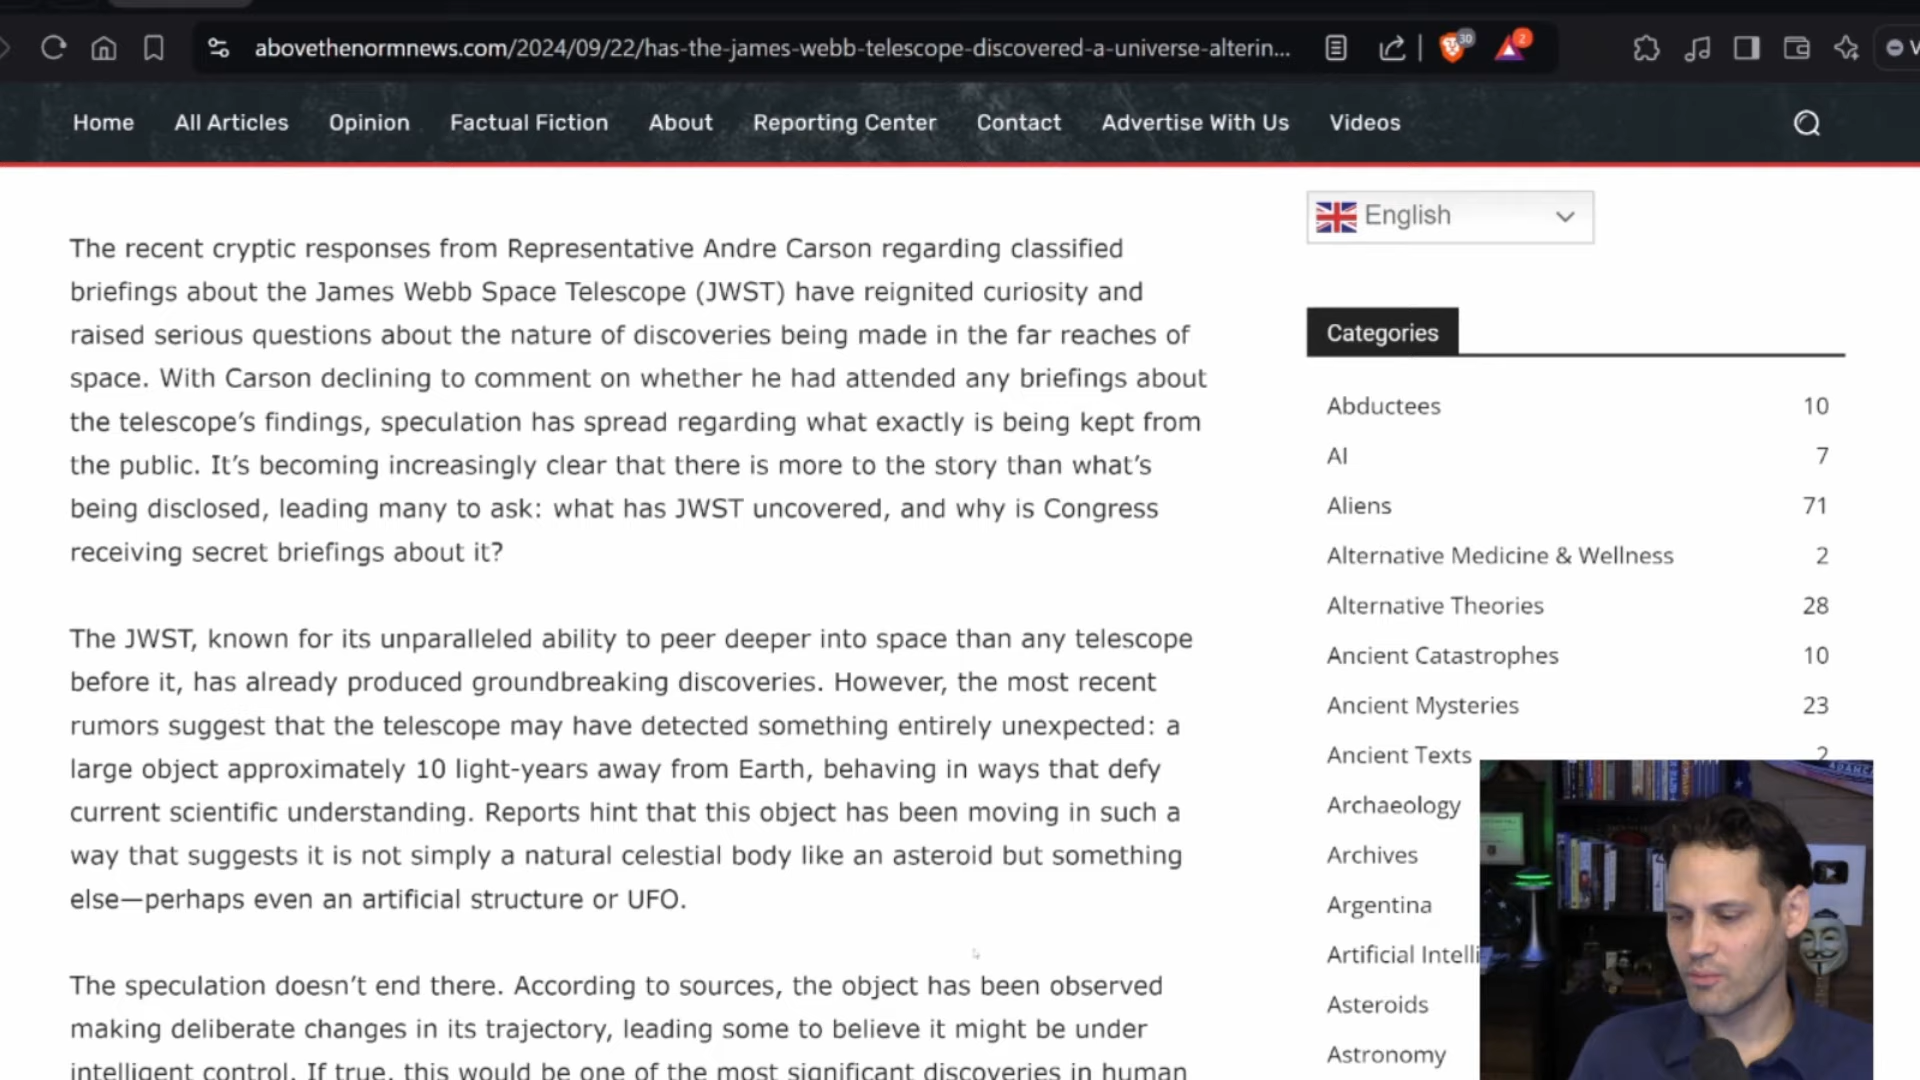 abovethenormnews.com/2024/09/22/has-the-james-webb-telescope-discovered-a-universe-alterin...
30
2
Home
All Articles
Opinion
Factual Fiction
About
Reporting Center
Contact
Advertise With Us
Videos
The recent cryptic responses from Representative Andre Carson regarding classified
briefings about the James Webb Space Telescope (JWST) have reignited curiosity and
raised serious questions about the nature of discoveries being made in the far reaches of
space. With Carson declining to comment on whether he had attended any briefings about
the telescope’s findings, speculation has spread regarding what exactly is being kept from
the public. It’s becoming increasingly clear that there is more to the story than what’s
being disclosed, leading many to ask: what has JWST uncovered, and why is Congress
receiving secret briefings about it?
The JWST, known for its unparalleled ability to peer deeper into space than any telescope
before it, has already produced groundbreaking discoveries. However, the most recent
rumors suggest that the telescope may have detected something entirely unexpected: a
large object approximately 10 light-years away from Earth, behaving in ways that defy
current scientific understanding. Reports hint that this object has been moving in such a
way that suggests it is not simply a natural celestial body like an asteroid but something
else—perhaps even an artificial structure or UFO.
The speculation doesn’t end there. According to sources, the object has been observed
making deliberate changes in its trajectory, leading some to believe it might be under
intelligent control. If true, this would be one of the most significant discoveries in human
English
Categories
Abductees 10
AI 7
Aliens 71
Alternative Medicine & Wellness 2
Alternative Theories 28
Ancient Catastrophes 10
Ancient Mysteries 23
Ancient Texts 2
Archaeology
Archives
Argentina
Artificial Intelli
Asteroids
Astronomy